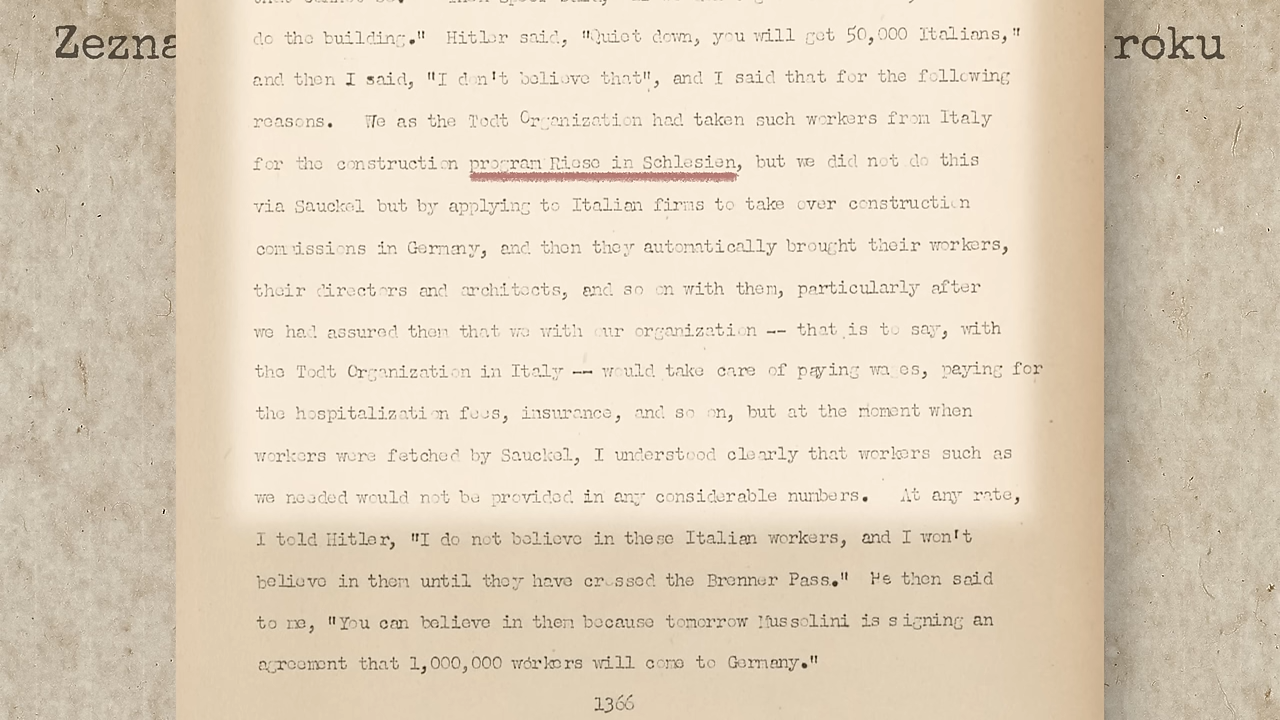 Zezna roku
do the building." Hitler said, "Quiet down, you will get 50,000 Italians,"
and then I said, "I don't believe that", and I said that for the following
reasons. We as the Todt Organization had taken such workers from Italy
for the construction program Riese in Schlesien, but we did not do this
via Sauckel but by applying to Italian firms to take over construction
commissions in Germany, and then they automatically brought their workers,
their directors and architects, and so on with them, particularly after
we had assured them that we with our organization -- that is to say, with
the Todt Organization in Italy -- would take care of paying wages, paying for
the hospitalization fees, insurance, and so on, but at the moment when
workers were fetched by Sauckel, I understood clearly that workers such as
we needed would not be provided in any considerable numbers. At any rate,
I told Hitler, "I do not believe in these Italian workers, and I won't
believe in them until they have crossed the Brenner Pass." He then said
to me, "You can believe in them because tomorrow Mussolini is signing an
agreement that 1,000,000 workers will come to Germany."
1366